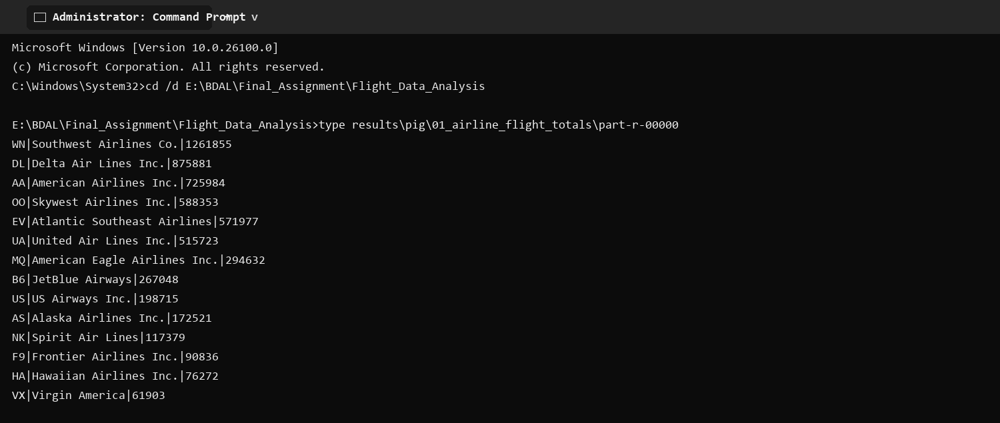 Administrator: Command Prompt v
Microsoft Windows [Version 10.0.26100.0]
(c) Microsoft Corporation. All rights reserved.
C:\Windows\System32>cd /d E:\BDAL\Final_Assignment\Flight_Data_Analysis
E:\BDAL\Final_Assignment\Flight_Data_Analysis>type results\pig\01_airline_flight_totals\part-r-00000
WN|Southwest Airlines Co.|1261855
DL|Delta Air Lines Inc.|875881
AA|American Airlines Inc.|725984
OO|Skywest Airlines Inc.|588353
EV|Atlantic Southeast Airlines|571977
UA|United Air Lines Inc.|515723
MQ|American Eagle Airlines Inc.|294632
B6|JetBlue Airways|267048
US|US Airways Inc.|198715
AS|Alaska Airlines Inc.|172521
NK|Spirit Air Lines|117379
F9|Frontier Airlines Inc.|90836
HA|Hawaiian Airlines Inc.|76272
VX|Virgin America|61903